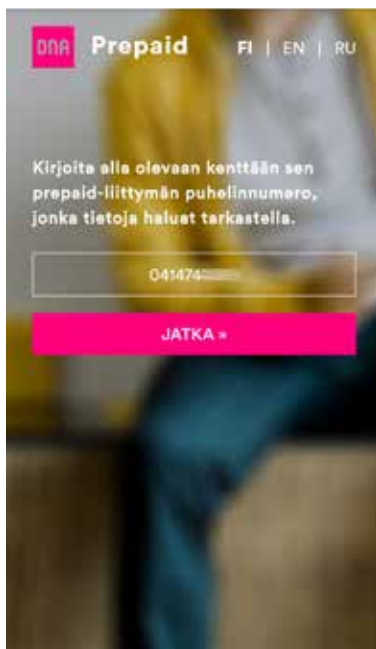 DNA Prepaid FI | EN | RU
Kirjoita alla olevaan kenttään sen
prepaid-liittymän puhelinnumero,
jonka tietoja haluat tarkastella.
041474
JATKA »